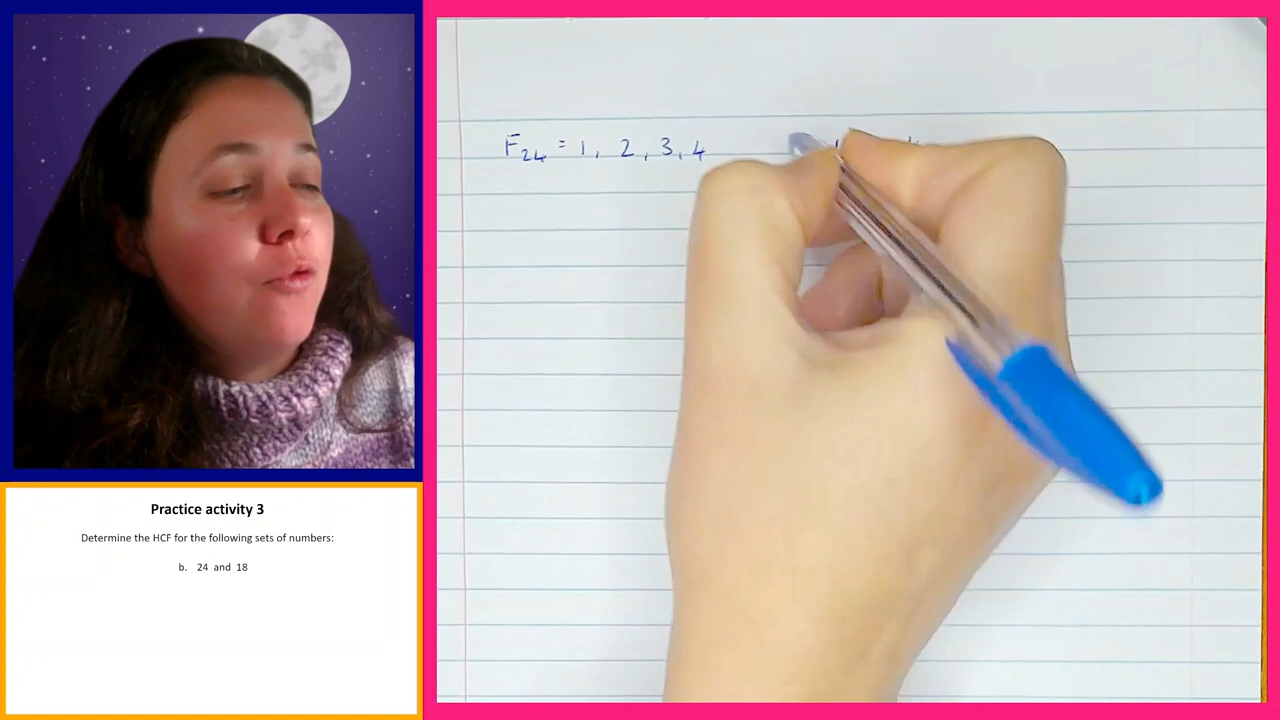 F₂₄ = 1, 2, 3, 4
Practice activity 3
Determine the HCF for the following sets of numbers:
b. 24 and 18